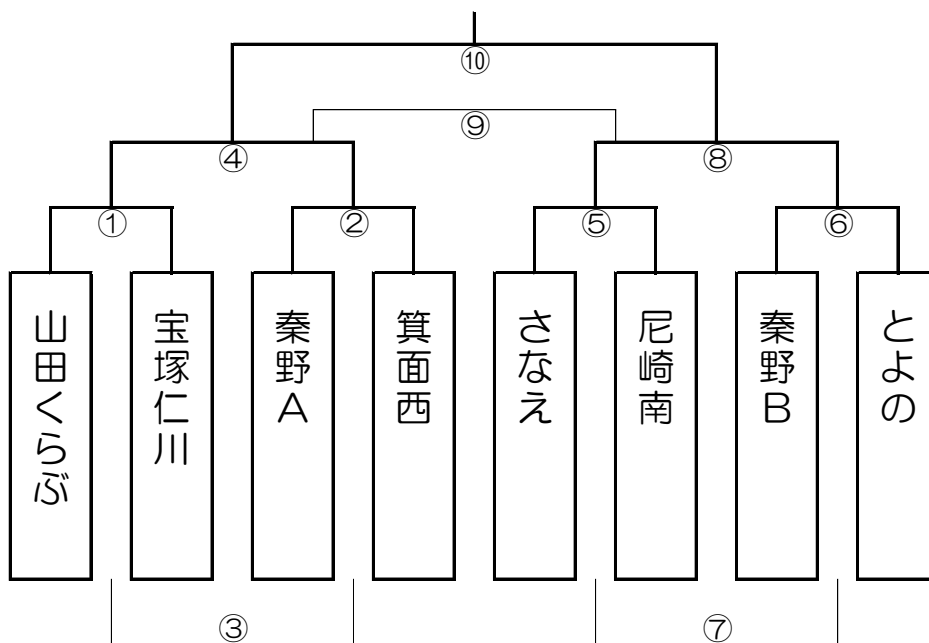 ⑩
⑨
④
⑧
①
②
⑤
⑥
山田くらぶ
宝塚仁川
秦野A
箕面西
さなえ
尼崎南
秦野B
とよの
③
⑦